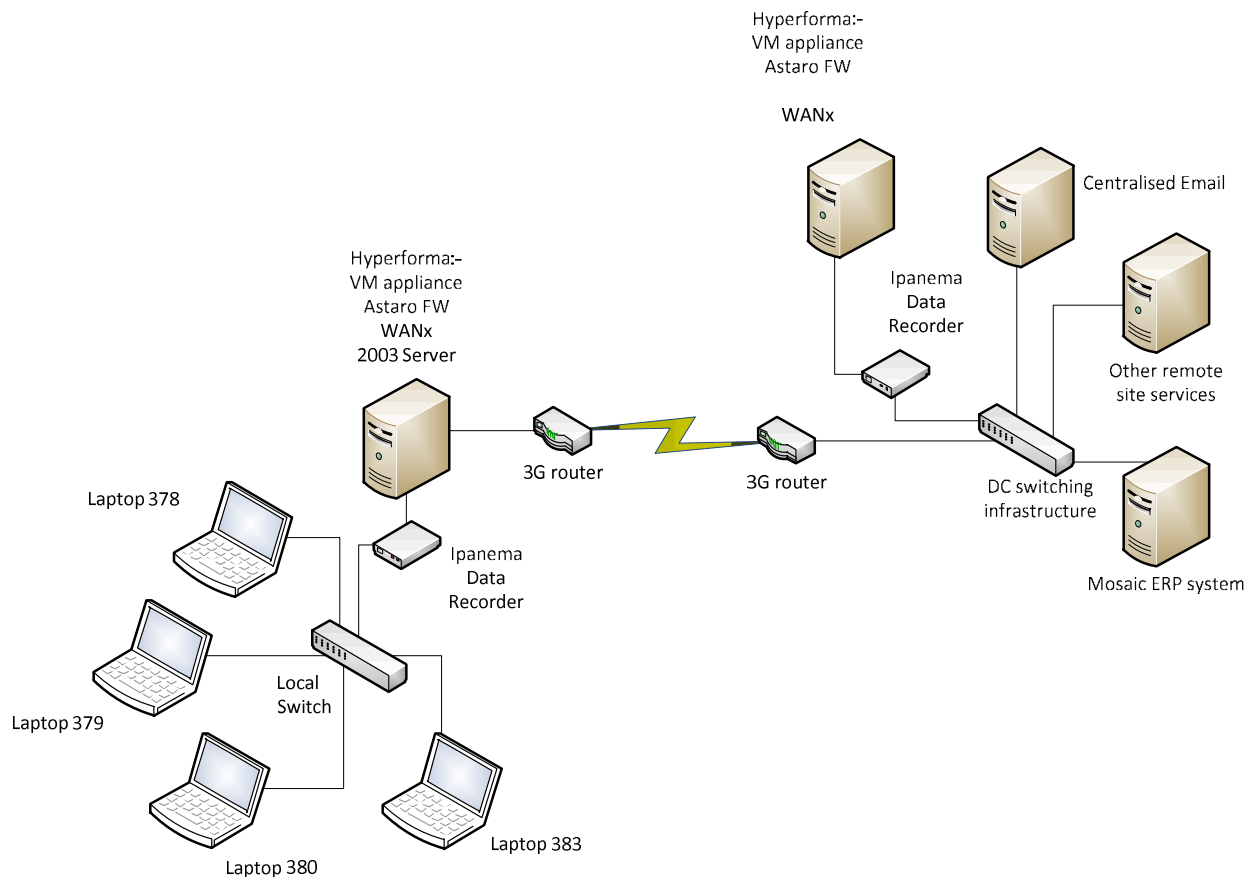 Hyperforma:-
VM appliance
Astaro FW
WANx
Centralised Email
Hyperforma:-
VM appliance
Astaro FW
WANx
2003 Server
Ipanema
Data
Recorder
Other remote
site services
3G router
3G router
DC switching
infrastructure
Laptop 378
Ipanema
Data
Recorder
Mosaic ERP system
Local
Switch
Laptop 379
Laptop 383
Laptop 380